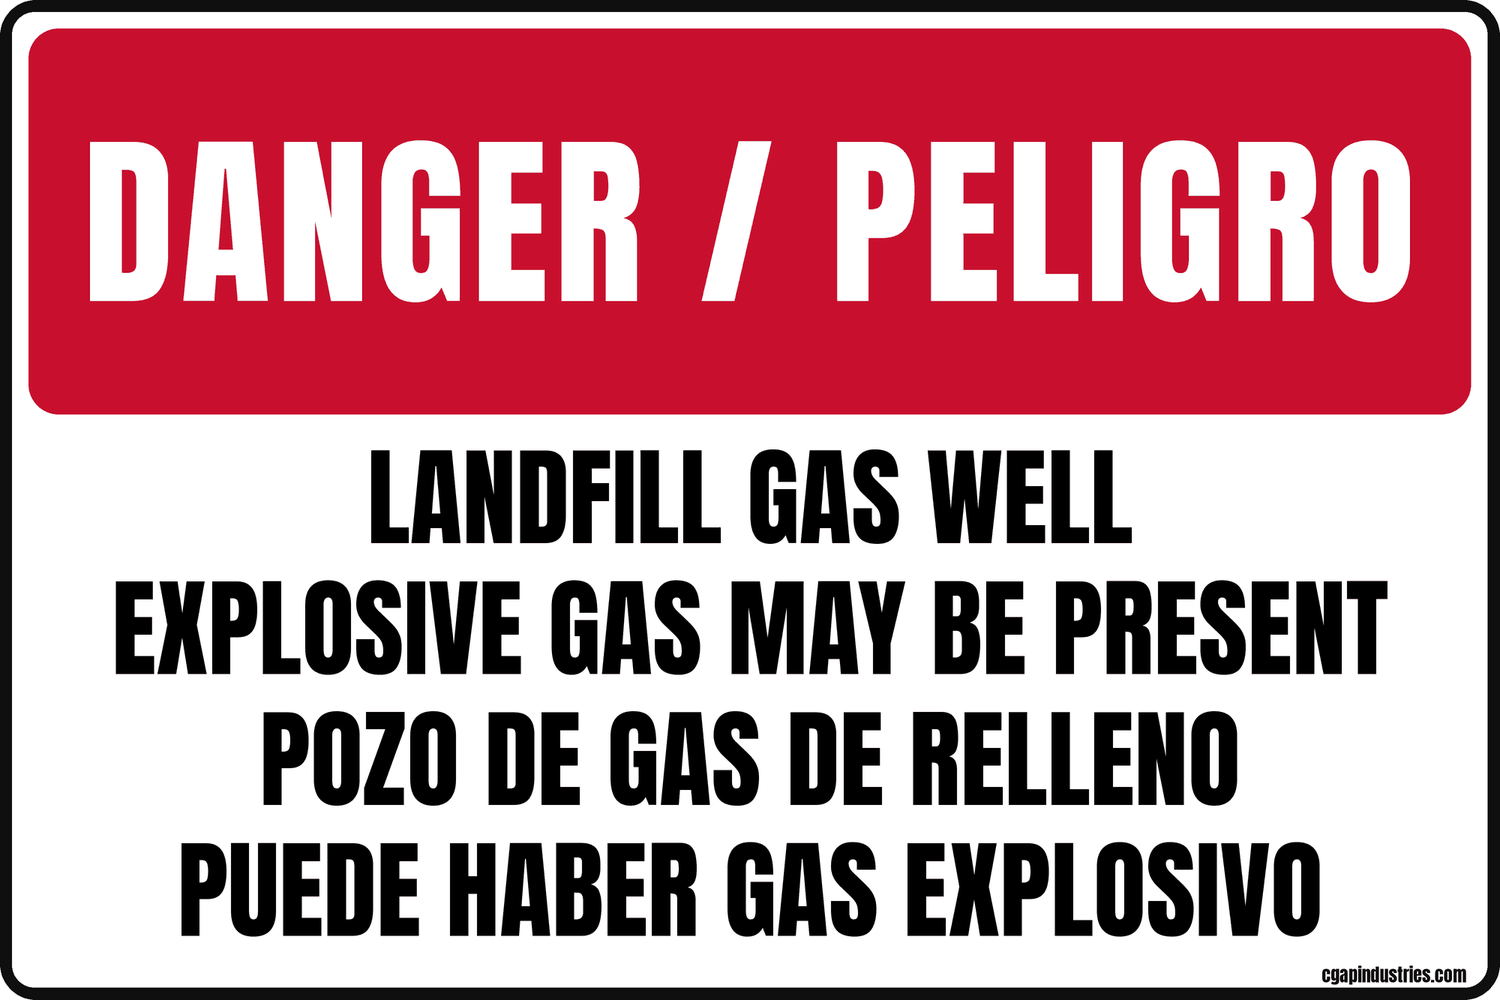 DANGER / PELIGRO
LANDFILL GAS WELL
EXPLOSIVE GAS MAY BE PRESENT
POZO DE GAS DE RELLENO
PUEDE HABER GAS EXPLOSIVO
cgapindustries.com